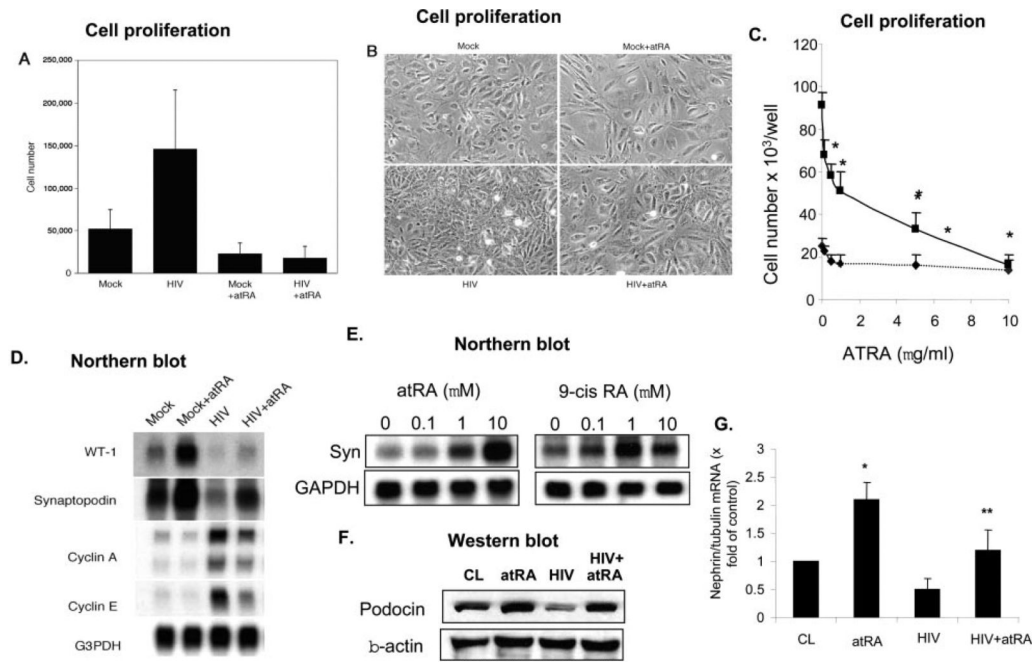 Cell proliferation
A
250,000
200,000
150,000
100,000
50,000
0
Cell number
Mock
HIV
Mock
+atRA
HIV
+atRA
Cell proliferation
B
Mock
Mock+atRA
HIV
HIV+atRA
C.
Cell proliferation
120
100
80
60
40
20
0
Cell number x 10³/well
* * * * * *
0 2 4 6 8 10
ATRA (mg/ml)
D.
Northern blot
Mock
Mock+atRA
HIV
HIV+atRA
WT-1
Synaptopodin
Cyclin A
Cyclin E
G3PDH
E.
Northern blot
atRA (mM)
9-cis RA (mM)
0 0.1 1 10
0 0.1 1 10
Syn
GAPDH
F.
Western blot
CL atRA HIV HIV+
atRA
Podocin
b-actin
G.
Nephrin/tubulin mRNA (x
fold of control)
3
2.5
2
1.5
1
0.5
0
*
**
CL
atRA
HIV
HIV+atRA